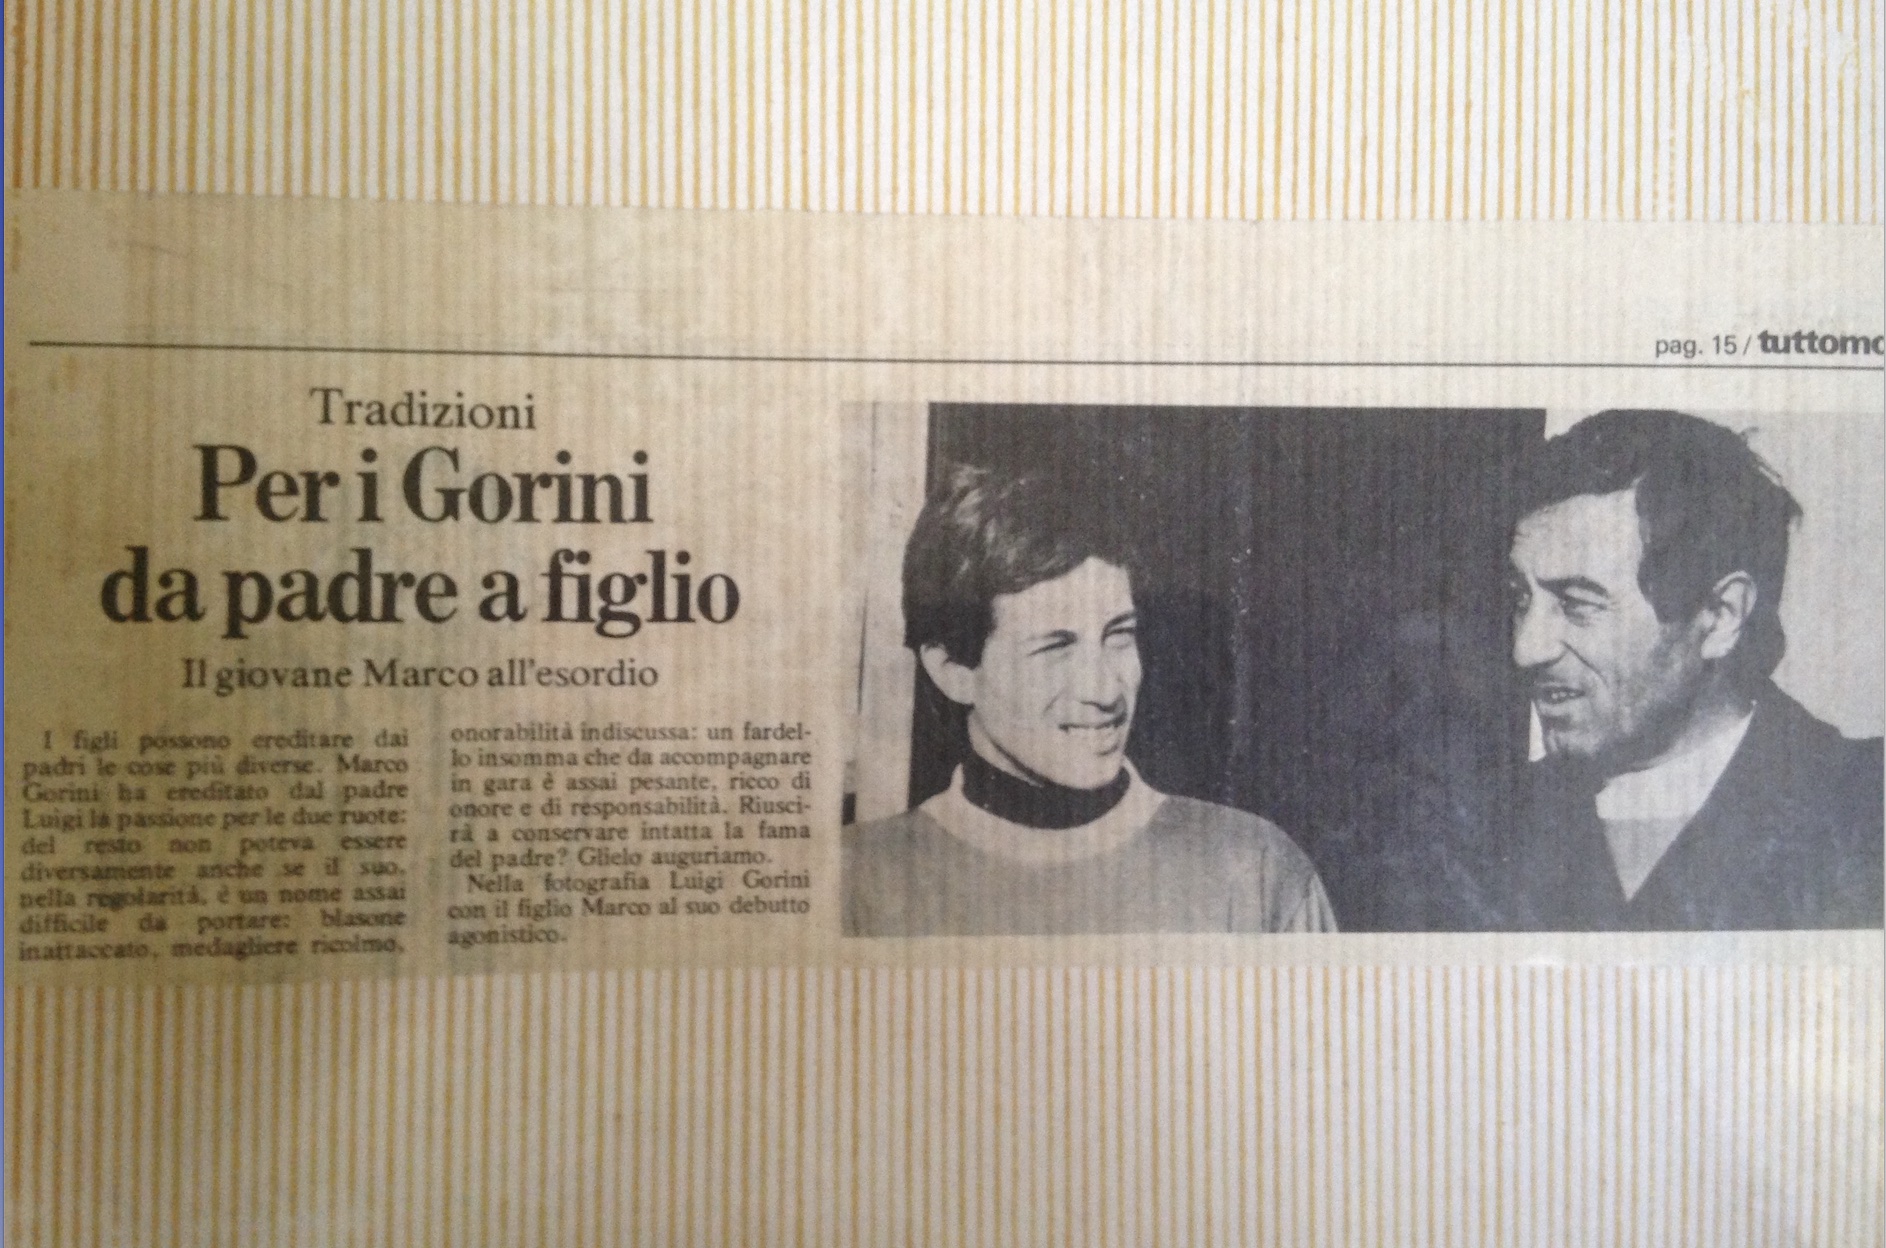 pag. 15 / tuttomo
Tradizioni
Per i Gorini
da padre a figlio
Il giovane Marco all'esordio
I figli possono ereditare dai
padri le cose più diverse. Marco
Gorini ha ereditato dal padre
Luigi la passione per le due ruote:
del resto non poteva essere
diversamente anche se il suo,
nella regolarità, è un nome assai
difficile da portare: blasone
inattaccato, medagliere ricolmo,
onorabilità indiscussa: un fardel-
lo insomma che da accompagnare
in gara è assai pesante, ricco di
onore e di responsabilità. Riusci-
rà a conservare intatta la fama
del padre? Glielo auguriamo.
Nella fotografia Luigi Gorini
con il figlio Marco al suo debutto
agonistico.